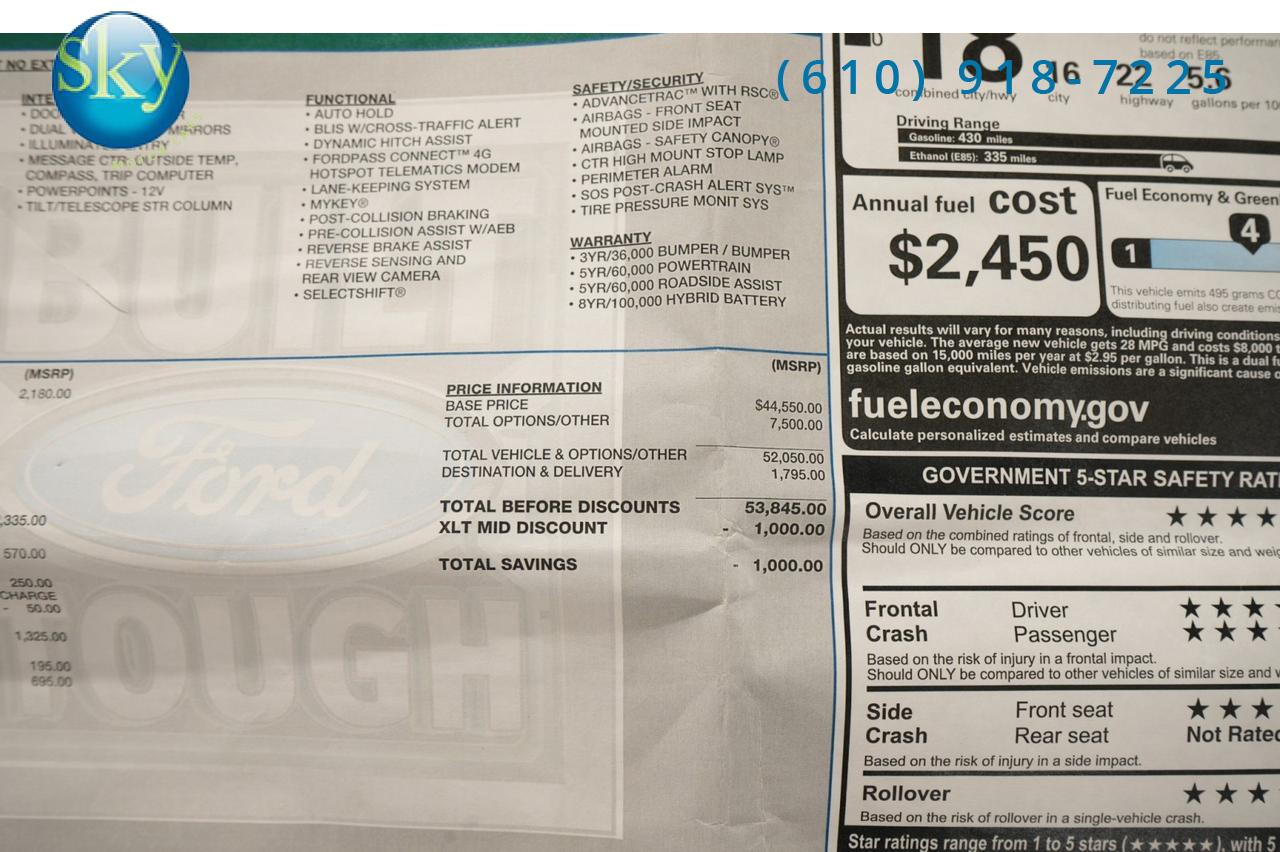 sky
(610) 918-7225
T NO EXT
INTE
• DOO
• DUAL MIRRORS
• ILLUMINATED ENTRY
• MESSAGE CTR: OUTSIDE TEMP,
COMPASS, TRIP COMPUTER
• POWERPOINTS - 12V
• TILT/TELESCOPE STR COLUMN
FUNCTIONAL
• AUTO HOLD
• BLIS W/CROSS-TRAFFIC ALERT
• DYNAMIC HITCH ASSIST
• FORDPASS CONNECT™ 4G
HOTSPOT TELEMATICS MODEM
• LANE-KEEPING SYSTEM
• MYKEY®
• POST-COLLISION BRAKING
• PRE-COLLISION ASSIST W/AEB
• REVERSE BRAKE ASSIST
• REVERSE SENSING AND
REAR VIEW CAMERA
• SELECTSHIFT®
SAFETY/SECURITY
• ADVANCETRAC™ WITH RSC®
• AIRBAGS - FRONT SEAT
MOUNTED SIDE IMPACT
• AIRBAGS - SAFETY CANOPY®
• CTR HIGH MOUNT STOP LAMP
• PERIMETER ALARM
• SOS POST-CRASH ALERT SYS™
• TIRE PRESSURE MONIT SYS
WARRANTY
• 3YR/36,000 BUMPER / BUMPER
• 5YR/60,000 POWERTRAIN
• 5YR/60,000 ROADSIDE ASSIST
• 8YR/100,000 HYBRID BATTERY
BUILT
Ford
TOUGH
(MSRP)
2,180.00
,335.00
570.00
250.00
CHARGE
- 50.00
1,325.00
195.00
695.00
(MSRP)
PRICE INFORMATION
BASE PRICE $44,550.00
TOTAL OPTIONS/OTHER 7,500.00
TOTAL VEHICLE & OPTIONS/OTHER 52,050.00
DESTINATION & DELIVERY 1,795.00
TOTAL BEFORE DISCOUNTS 53,845.00
XLT MID DISCOUNT - 1,000.00
TOTAL SAVINGS - 1,000.00
do not reflect performan
based on E85.
18 16 22 5.6
combined city/hwy city highway gallons per 10
Driving Range
Gasoline: 430 miles
Ethanol (E85): 335 miles
Annual fuel cost
$2,450
Fuel Economy & Green
1 4
This vehicle emits 495 grams CO
distributing fuel also create emis
Actual results will vary for many reasons, including driving conditions
your vehicle. The average new vehicle gets 28 MPG and costs $8,000 t
are based on 15,000 miles per year at $2.95 per gallon. This is a dual fu
gasoline gallon equivalent. Vehicle emissions are a significant cause o
fueleconomy.gov
Calculate personalized estimates and compare vehicles
GOVERNMENT 5-STAR SAFETY RATI
Overall Vehicle Score ★ ★ ★ ★
Based on the combined ratings of frontal, side and rollover.
Should ONLY be compared to other vehicles of similar size and weig
Frontal Driver ★ ★ ★ ★
Crash Passenger ★ ★ ★ ★
Based on the risk of injury in a frontal impact.
Should ONLY be compared to other vehicles of similar size and w
Side Front seat ★ ★ ★
Crash Rear seat Not Rated
Based on the risk of injury in a side impact.
Rollover ★ ★ ★
Based on the risk of rollover in a single-vehicle crash.
Star ratings range from 1 to 5 stars (★★★★★), with 5